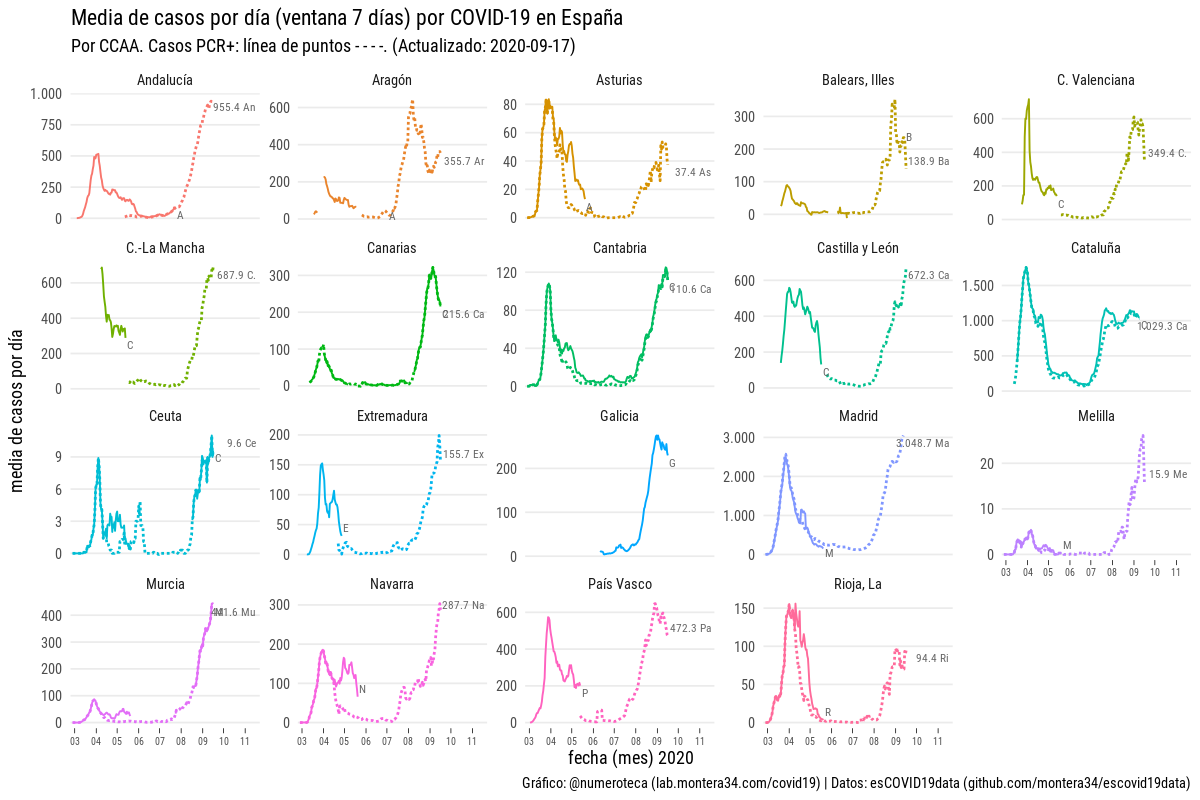 Media de casos por día (ventana 7 días) por COVID-19 en España
Por CCAA. Casos PCR+: línea de puntos - - - -. (Actualizado: 2020-09-17)
Andalucía
Aragón
Asturias
Balears, Illes
C. Valenciana
1.000
750
500
250
0
955.4 An
A
600
400
200
0
355.7 Ar
A
80
60
40
20
0
37.4 As
A
300
200
100
0
B
138.9 Ba
600
400
200
0
349.4 C.
C
C.-La Mancha
Canarias
Cantabria
Castilla y León
Cataluña
600
400
200
0
687.9 C.
C
300
200
100
0
C
215.6 Ca
120
80
40
0
C
110.6 Ca
600
400
200
0
672.3 Ca
C
1.500
1.000
500
0
C
1.029.3 Ca
Ceuta
Extremadura
Galicia
Madrid
Melilla
9
6
3
0
9.6 Ce
C
200
150
100
50
0
155.7 Ex
E
200
100
0
G
3.000
2.000
1.000
0
3.048.7 Ma
M
20
10
0
15.9 Me
M
03 04 05 06 07 08 09 10 11
Murcia
Navarra
País Vasco
Rioja, La
400
300
200
100
0
441.6 Mu
M
300
200
100
0
287.7 Na
N
600
400
200
0
472.3 Pa
P
150
100
50
0
94.4 Ri
R
03 04 05 06 07 08 09 10 11
03 04 05 06 07 08 09 10 11
03 04 05 06 07 08 09 10 11
03 04 05 06 07 08 09 10 11
media de casos por día
fecha (mes) 2020
Gráfico: @numeroteca (lab.montera34.com/covid19) | Datos: esCOVID19data (github.com/montera34/escovid19data)